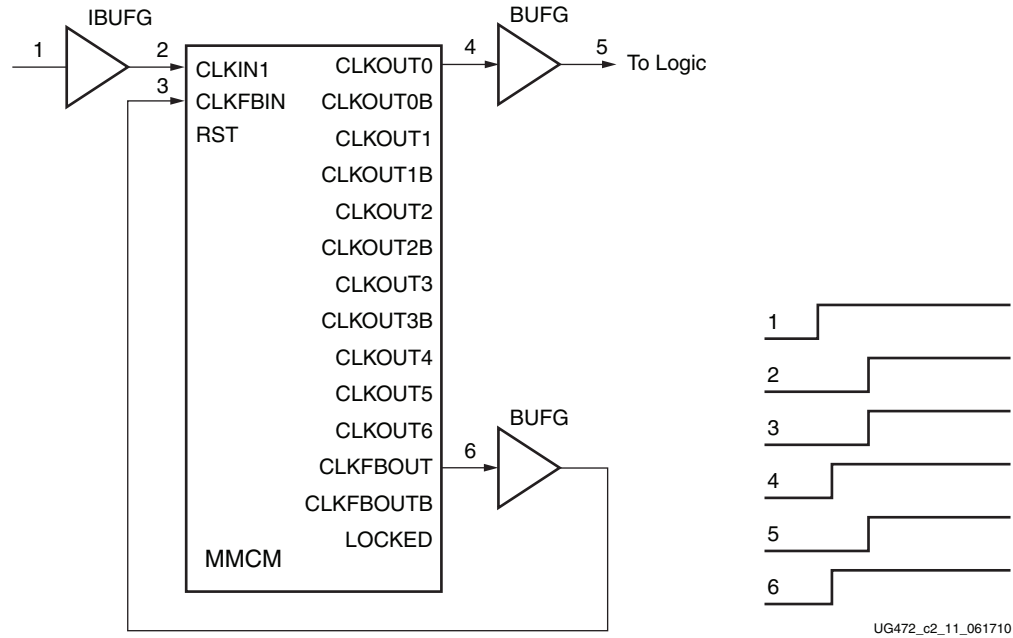 IBUFG
BUFG
1
2
4
5
To Logic
CLKIN1
CLKOUT0
3
CLKFBIN
CLKOUT0B
RST
CLKOUT1
CLKOUT1B
CLKOUT2
CLKOUT2B
CLKOUT3
CLKOUT3B
CLKOUT4
CLKOUT5
CLKOUT6
BUFG
CLKFBOUT
6
CLKFBOUTB
LOCKED
MMCM
1
2
3
4
5
6
UG472_c2_11_061710